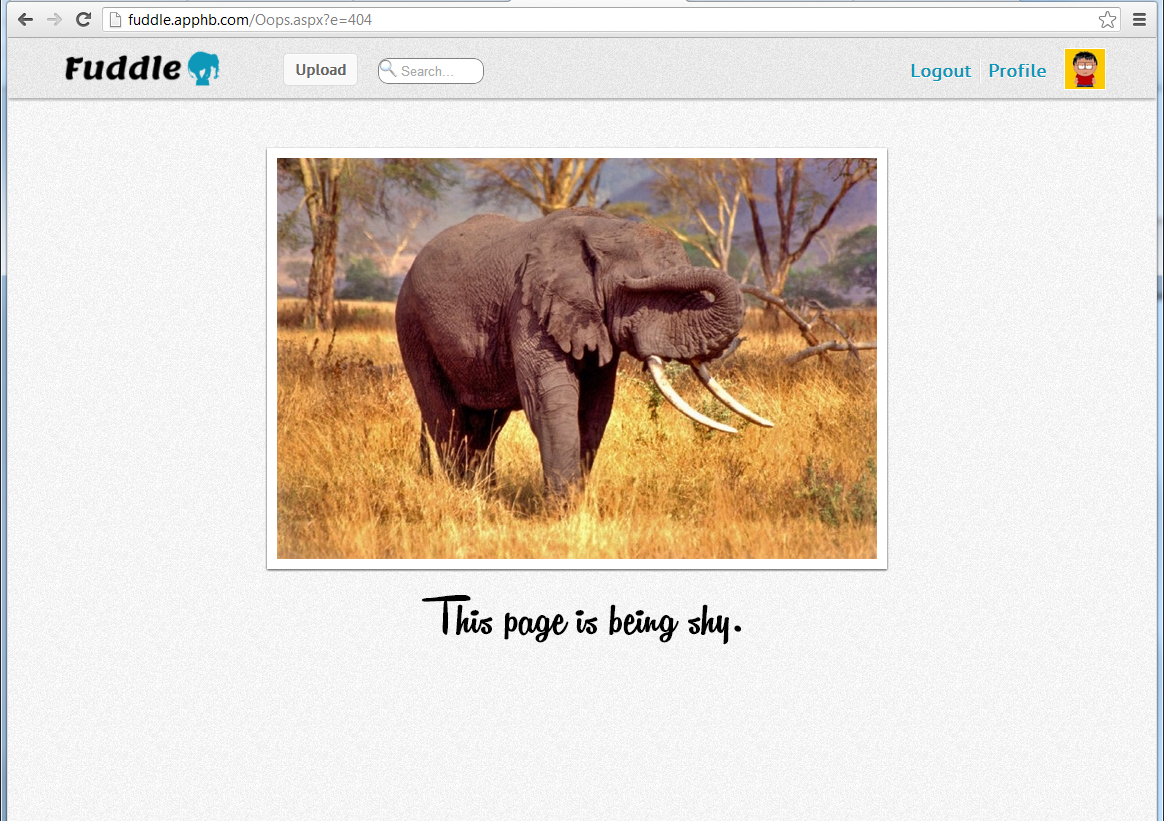 fuddle.apphb.com/Oops.aspx?e=404
Fuddle Upload Search... Logout Profile
This page is being shy.